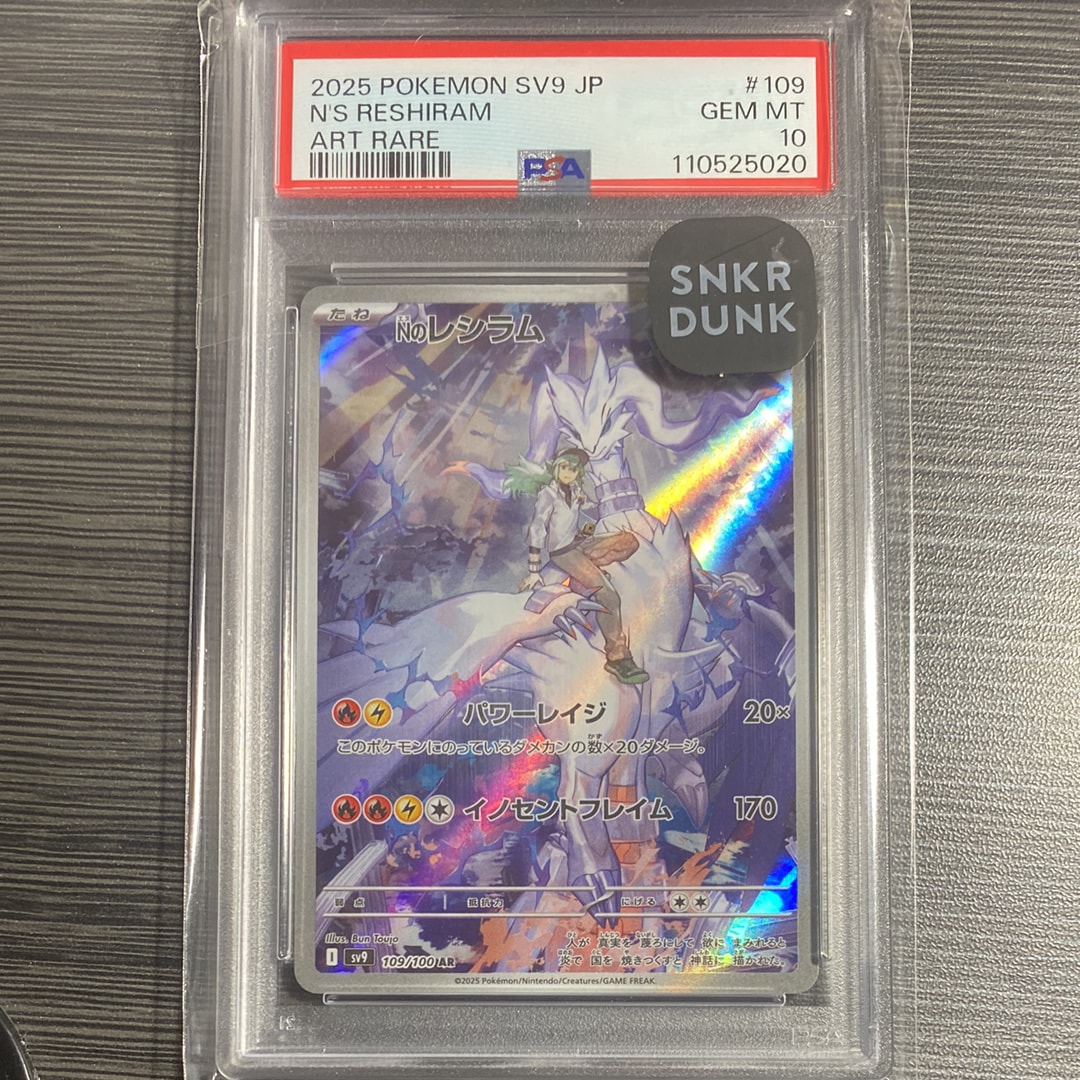 2025 POKEMON SV9 JP #109
N'S RESHIRAM GEM MT
ART RARE 10
PSA 110525020
SNKR
DUNK
たね Nのレシラム
パワーレイジ 20×
このポケモンにのっているダメカンの数×20ダメージ。
イノセントフレイム 170
弱点 抵抗力 にげる
Illus. Bun Toujo
人が 真実を 蔑ろにして 欲に まみれると
炎で 国を 焼きつくすと 神話に 描かれた。
I sv9 109/100 AR
©2025 Pokémon/Nintendo/Creatures/GAME FREAK.